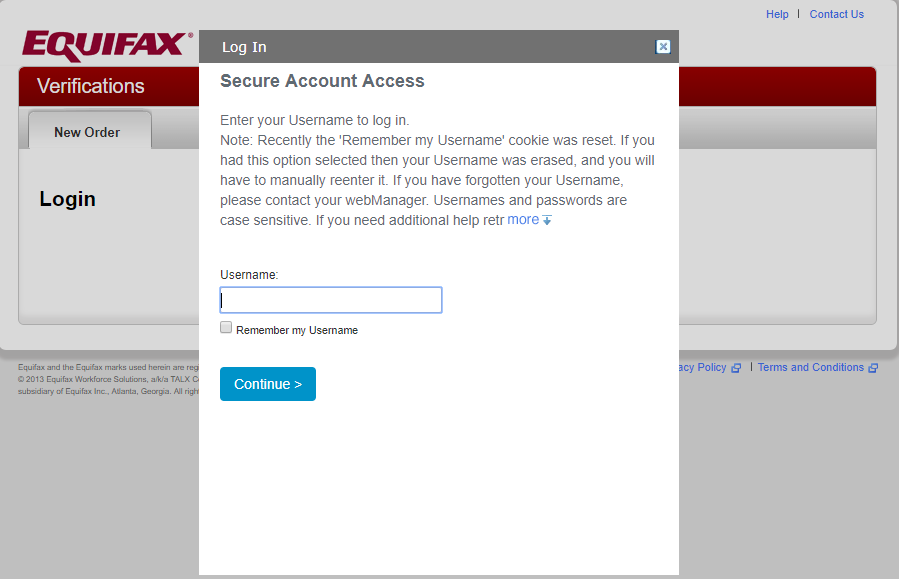 Help | Contact Us
EQUIFAX®
Log In
Verifications
Secure Account Access
New Order
Enter your Username to log in.
Note: Recently the 'Remember my Username' cookie was reset. If you
had this option selected then your Username was erased, and you will
have to manually reenter it. If you have forgotten your Username,
please contact your webManager. Usernames and passwords are
case sensitive. If you need additional help retr more
Login
Username:
Remember my Username
Continue >
Equifax and the Equifax marks used herein are reg
© 2013 Equifax Workforce Solutions, a/k/a TALX C
subsidiary of Equifax Inc., Atlanta, Georgia. All righ
acy Policy | Terms and Conditions